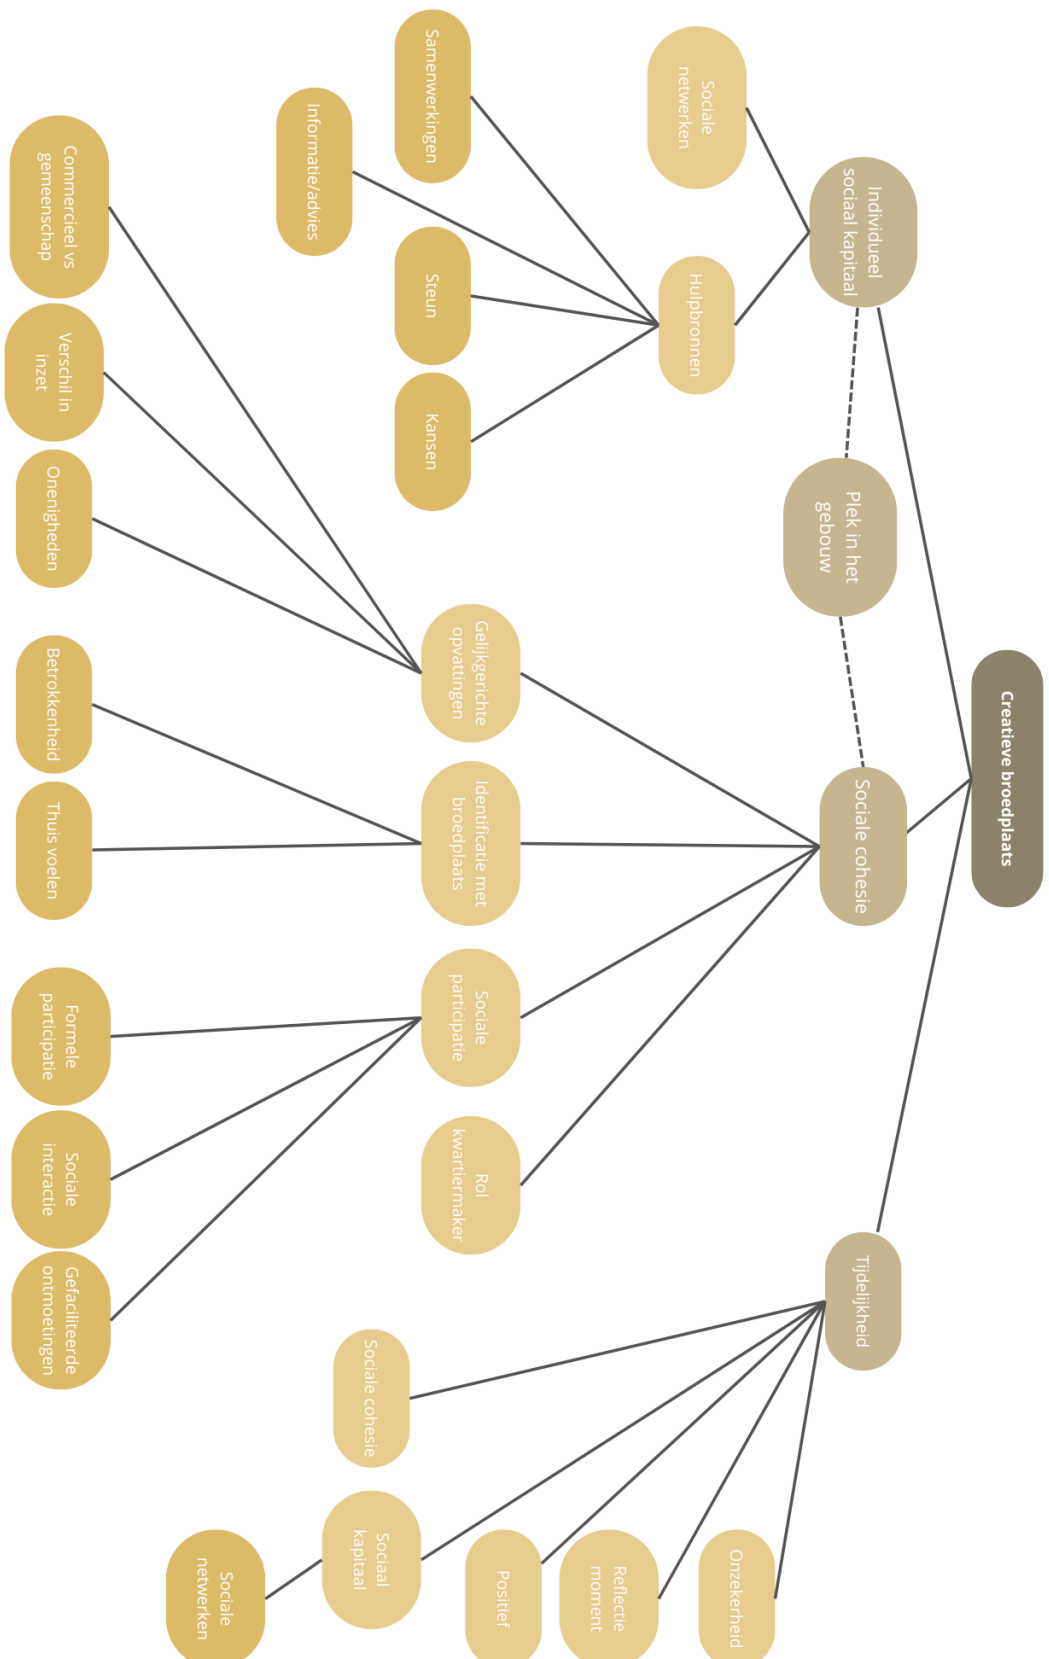 Creatieve broedplaats
Individueel
sociaal kapitaal
Plek in het
gebouw
Sociale cohesie
Tijdelijkheid
Sociale
netwerken
Hulpbronnen
Samenwerkingen
Informatie/advies
Steun
Kansen
Gelijkgerichte
opvattingen
Identificatie met
broedplaats
Sociale
participatie
Rol
kwartiermaker
Commercieel vs
gemeenschap
Verschil in
inzet
Onenigheden
Betrokkenheid
Thuis voelen
Formele
participatie
Sociale
interactie
Gefaciliteerde
ontmoetingen
Sociale cohesie
Sociaal
kapitaal
Sociale
netwerken
Positief
Reflectie
moment
Onzekerheid